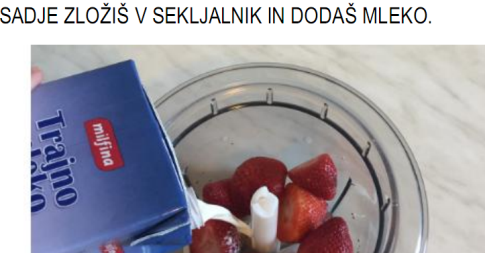 SADJE ZLOŽIŠ V SEKLJALNIK IN DODAŠ MLEKO.
milfina
Trajno